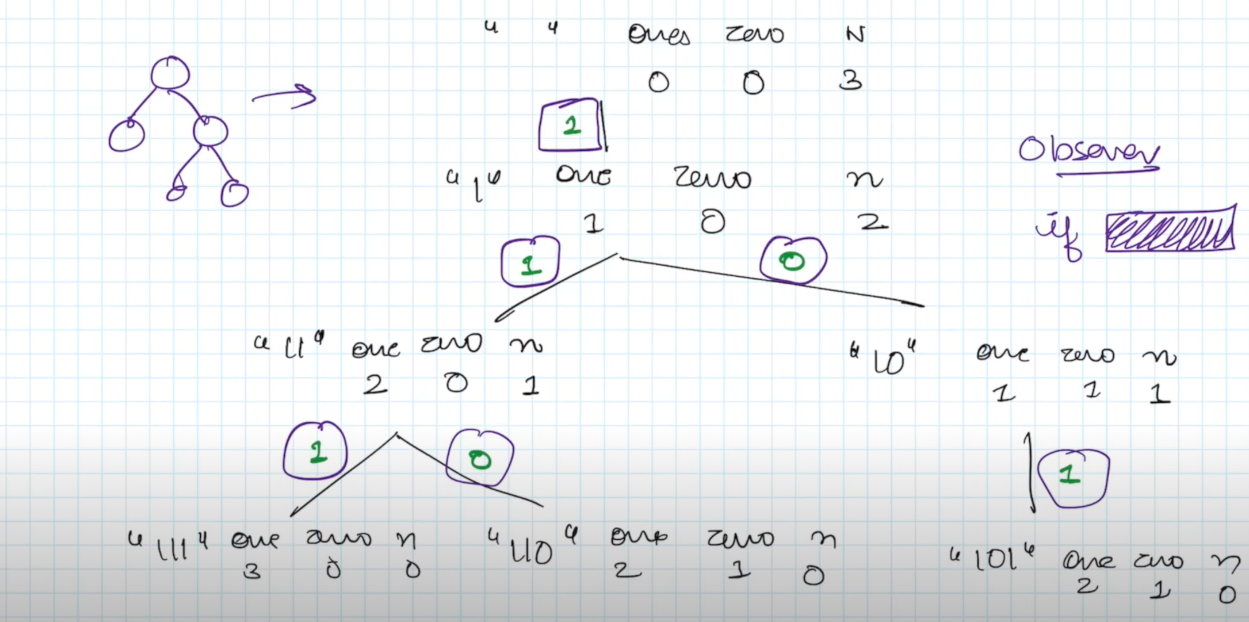 " " Ones zero N
0 0 3
1
"1" One zero n
1 0 2
Observer
if
1 0
"11" one zero n
2 0 1
"10" one zero n
1 1 1
1 0
1
"111" one zero n
3 0 0
"110" one zero n
2 1 0
"101" One zero n
2 1 0